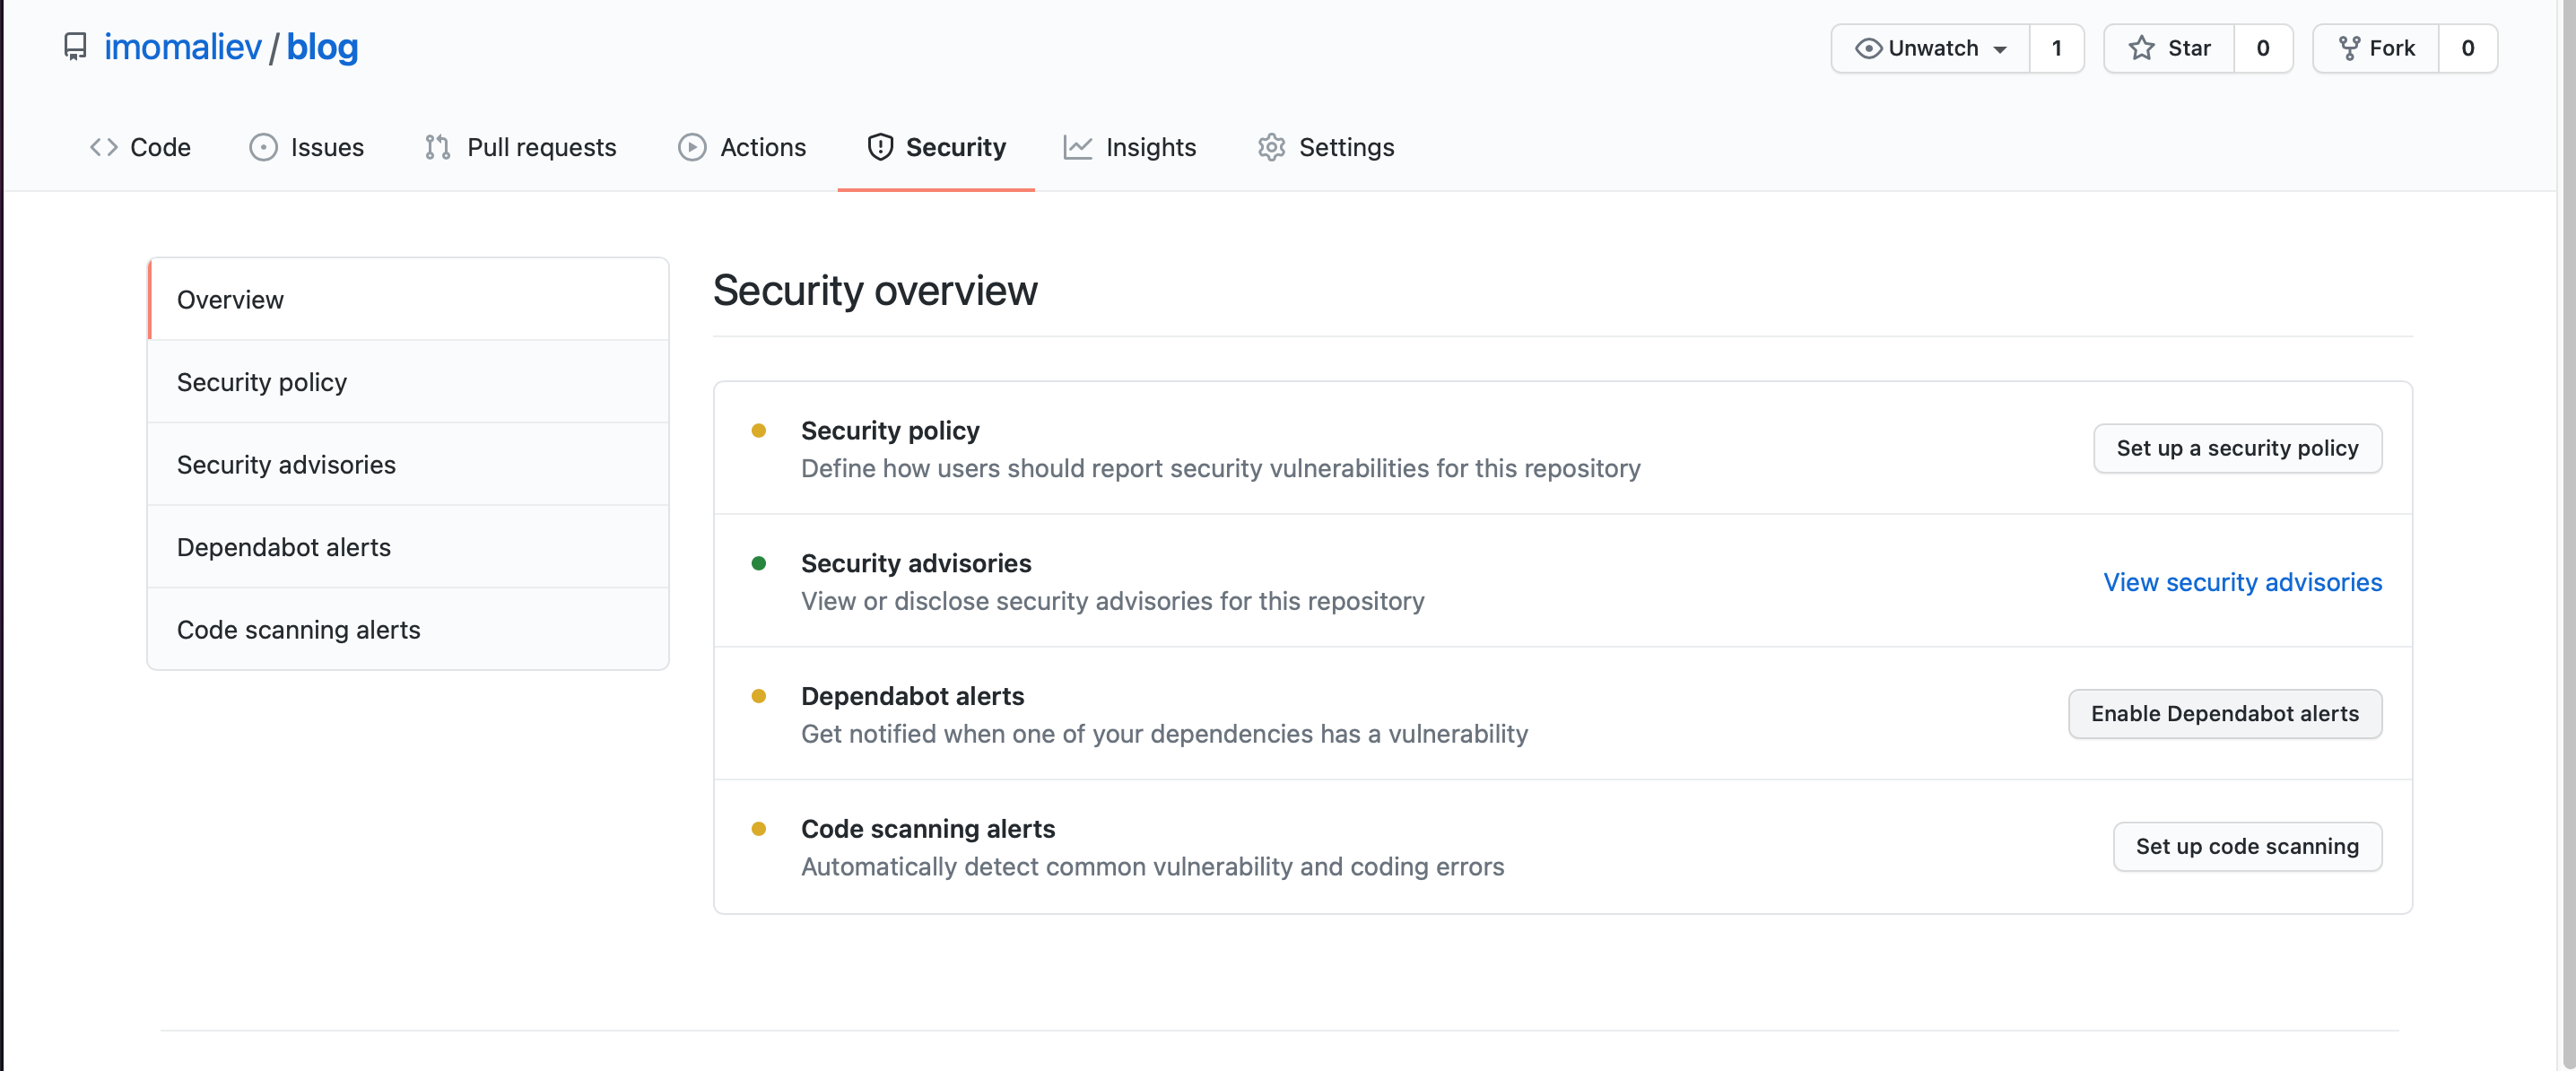 imomaliev / blog
Unwatch 1 Star 0 Fork 0
Code Issues Pull requests Actions Security Insights Settings
Overview
Security policy
Security advisories
Dependabot alerts
Code scanning alerts
Security overview
Security policy
Define how users should report security vulnerabilities for this repository
Set up a security policy
Security advisories
View or disclose security advisories for this repository
View security advisories
Dependabot alerts
Get notified when one of your dependencies has a vulnerability
Enable Dependabot alerts
Code scanning alerts
Automatically detect common vulnerability and coding errors
Set up code scanning